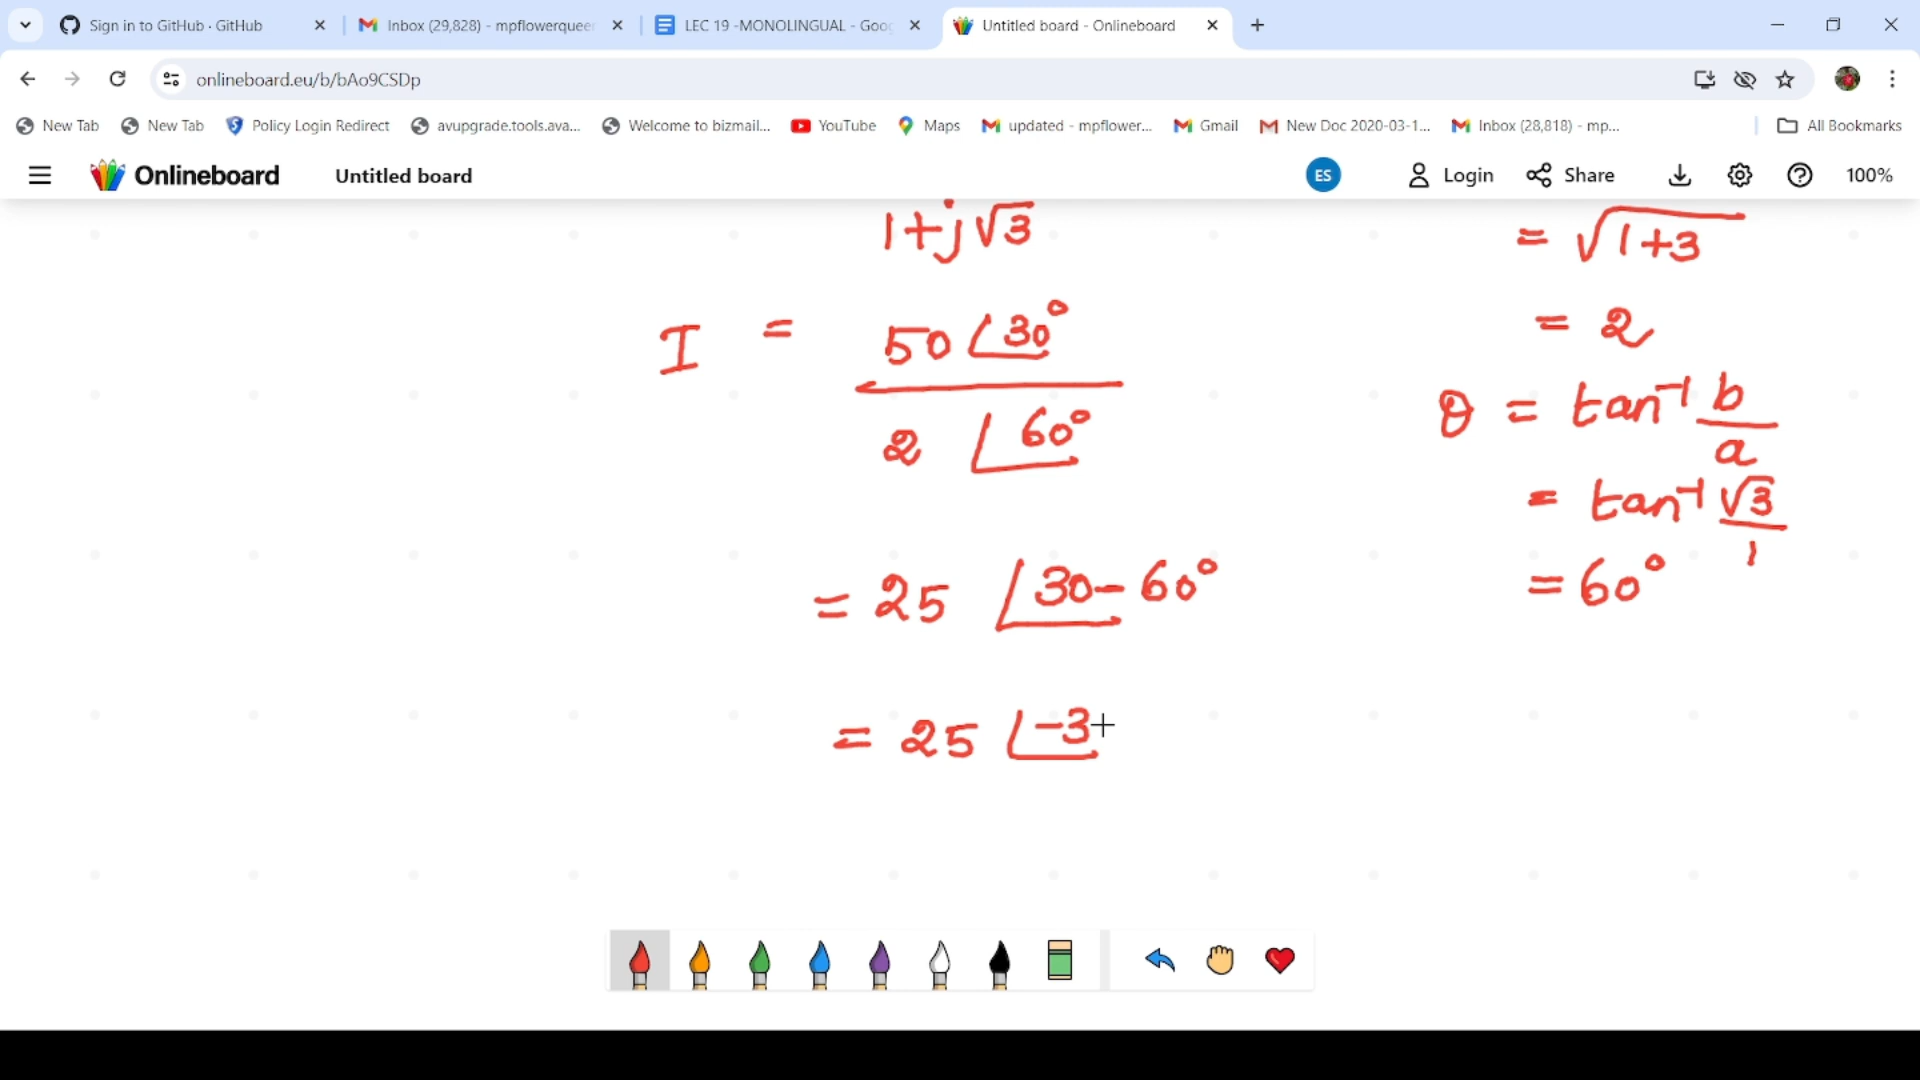 Sign in to GitHub · GitHub
Inbox (29,828) - mpflowerqueen
LEC 19 -MONOLINGUAL - Goog
Untitled board - Onlineboard
onlineboard.eu/b/bAo9CSDp
New Tab
New Tab
Policy Login Redirect
avupgrade.tools.ava...
Welcome to bizmail...
YouTube
Maps
updated - mpflower...
Gmail
New Doc 2020-03-1...
Inbox (28,818) - mp...
All Bookmarks
Onlineboard
Untitled board
ES
Login
Share
100%
1+j√3
I = 50 ∠30°
2 ∠60°
= 25 ∠30-60°
= 25 ∠-3
= √1+3
= 2
θ = tan⁻¹ b/a
= tan⁻¹ √3/1
= 60°